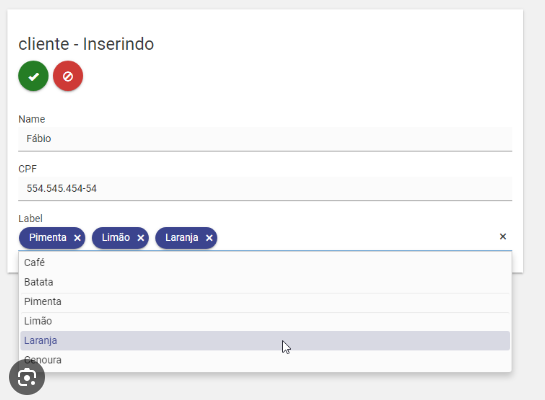 cliente - Inserindo
Name
Fábio
CPF
554.545.454-54
Label
Pimenta × Limão × Laranja × ×
Café
Batata
Pimenta
Limão
Laranja
Cenoura